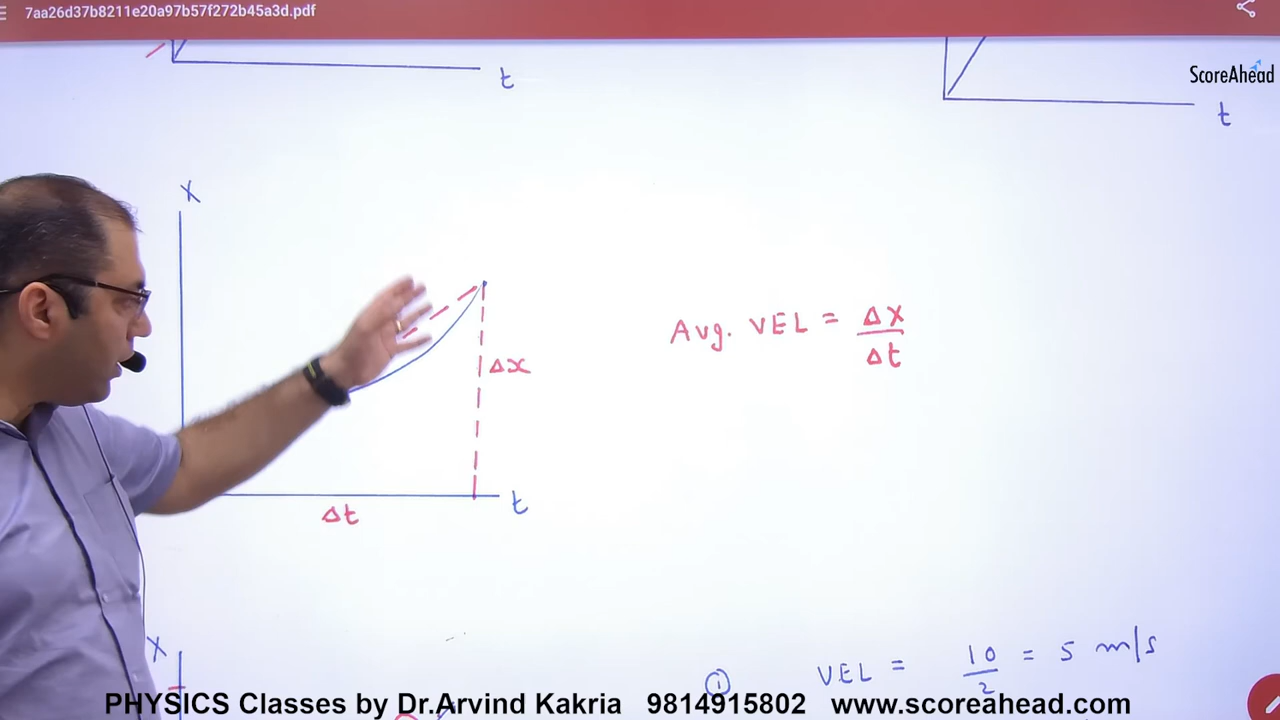 7aa26d37b8211e20a97b57f272b45a3d.pdf
ScoreAhead
t
t
X
Avg. VEL = Δx
Δt
Δx
t
Δt
X
① VEL = 10 = 5 m/s
2
PHYSICS Classes by Dr.Arvind Kakria 9814915802 www.scoreahead.com